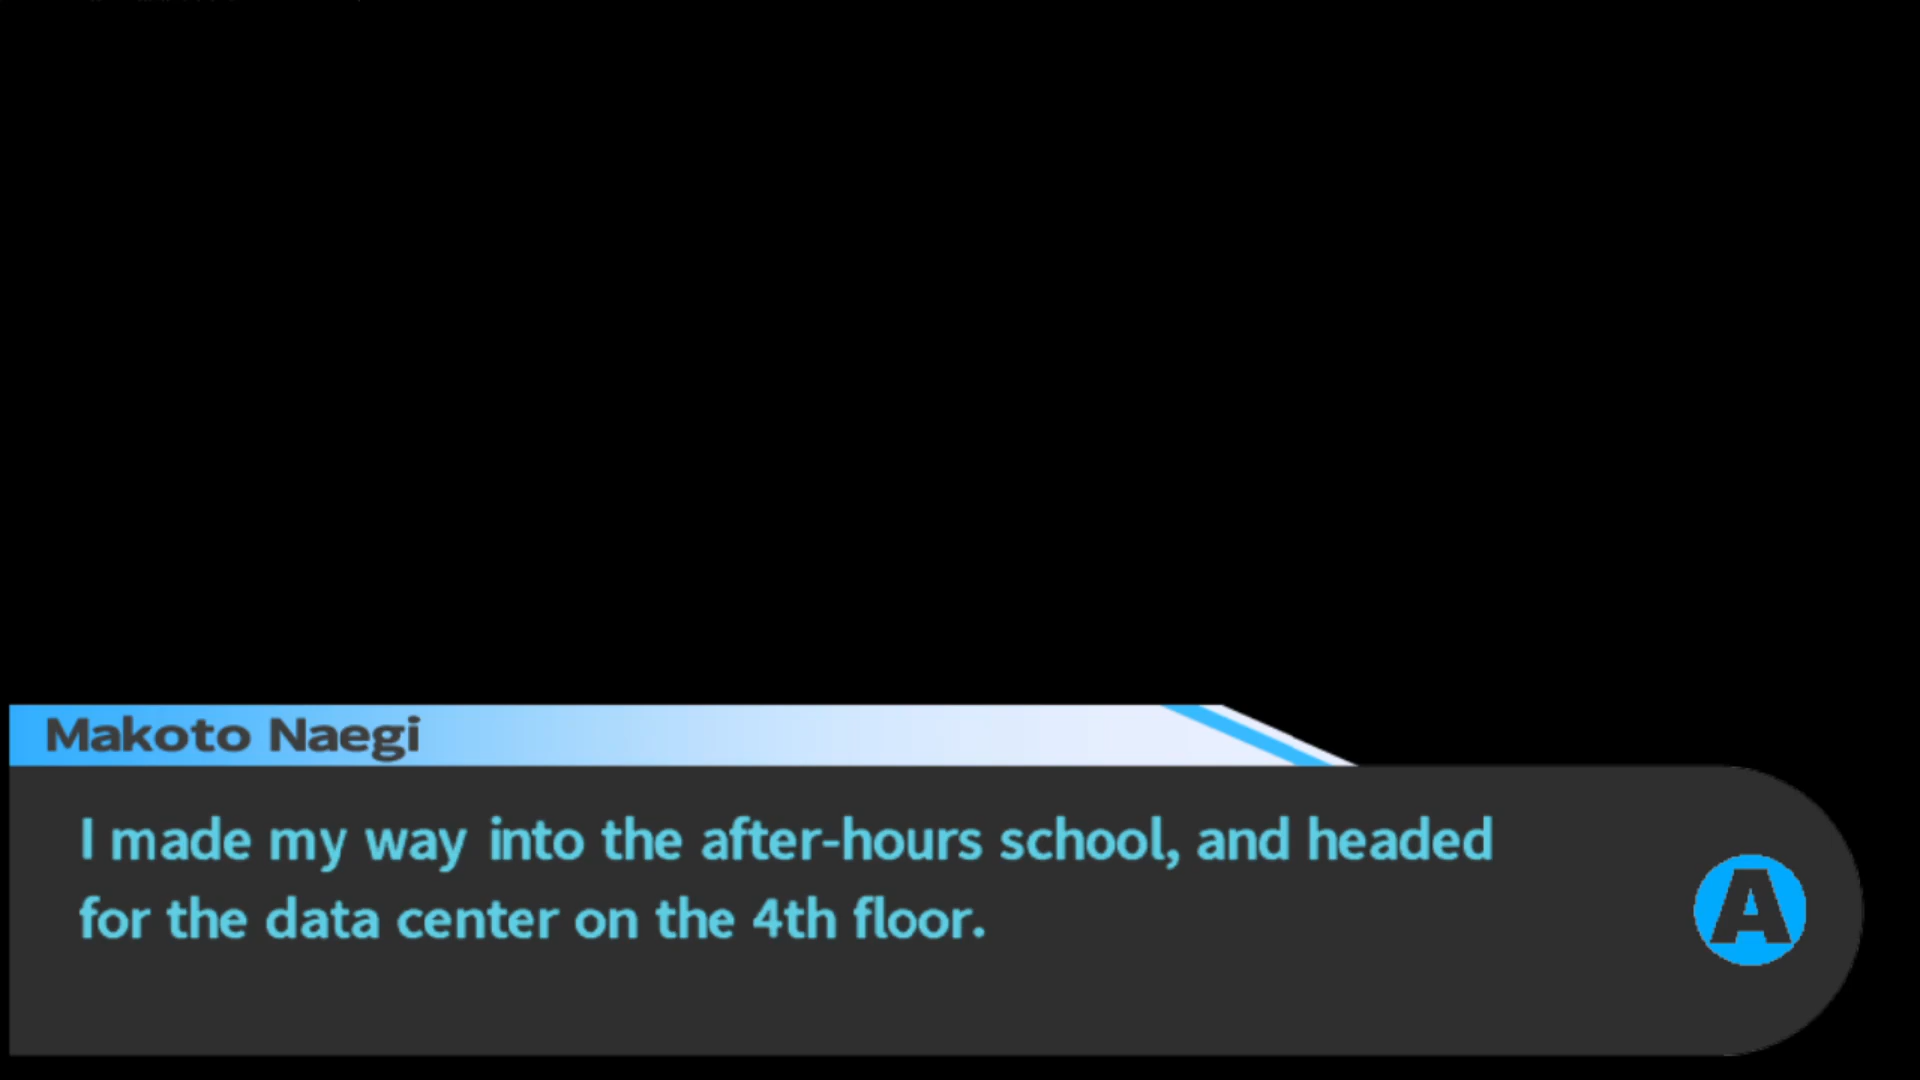 Makoto Naegi
I made my way into the after-hours school, and headed
for the data center on the 4th floor.
A